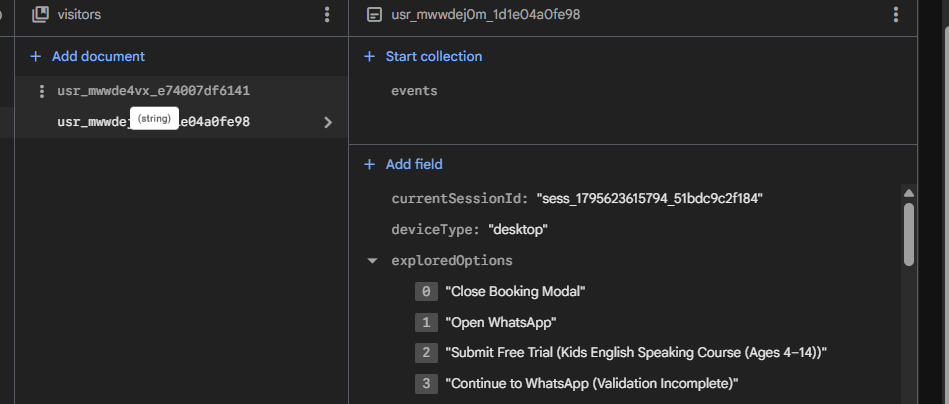 visitors
usr_mwwdej0m_1d1e04a0fe98
Add document
Start collection
usr_mwwde4vx_e74007df6141
events
(string)
Add field
currentSessionId: "sess_1795623615794_51bdc9c2f184"
deviceType: "desktop"
exploredOptions
0 "Close Booking Modal"
1 "Open WhatsApp"
2 "Submit Free Trial (Kids English Speaking Course (Ages 4–14))"
3 "Continue to WhatsApp (Validation Incomplete)"